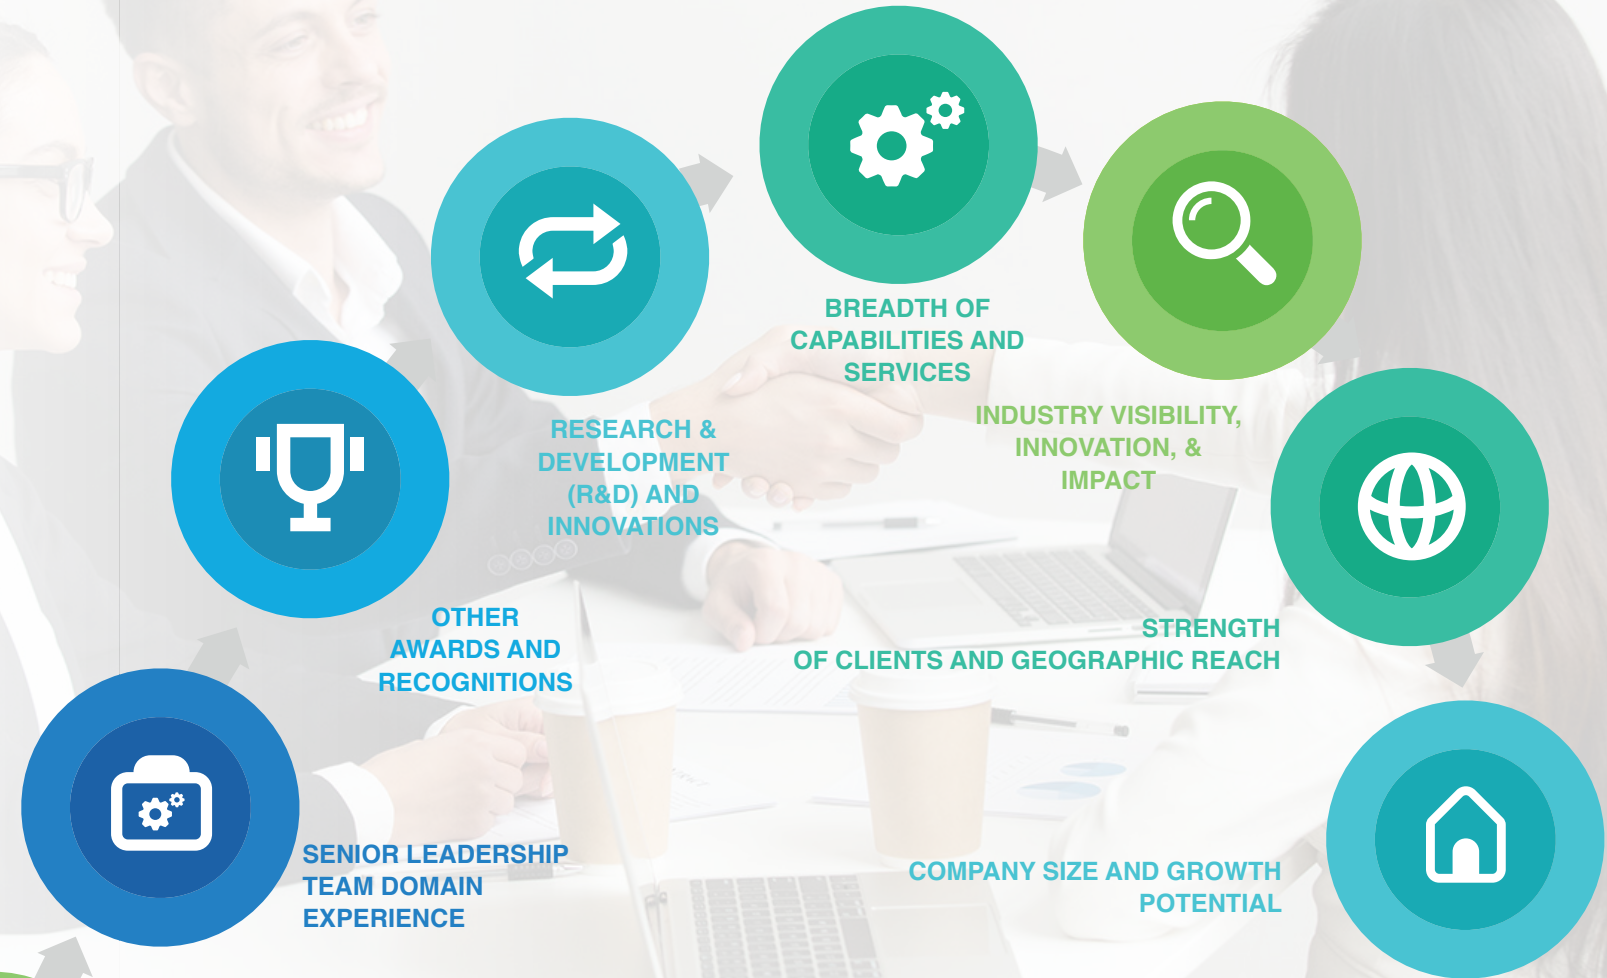 BREADTH OF
CAPABILITIES AND
SERVICES
INDUSTRY VISIBILITY,
INNOVATION, &
IMPACT
RESEARCH &
DEVELOPMENT
(R&D) AND
INNOVATIONS
OTHER
AWARDS AND
RECOGNITIONS
STRENGTH
OF CLIENTS AND GEOGRAPHIC REACH
SENIOR LEADERSHIP
TEAM DOMAIN
EXPERIENCE
COMPANY SIZE AND GROWTH
POTENTIAL